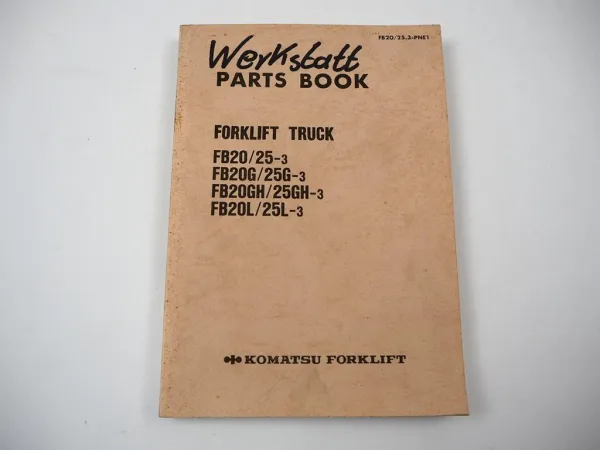 FB20/25.3-PNE1
Werkstatt
PARTS BOOK
FORKLIFT TRUCK
FB20/25-3
FB20G/25G-3
FB20GH/25GH-3
FB20L/25L-3
KOMATSU FORKLIFT